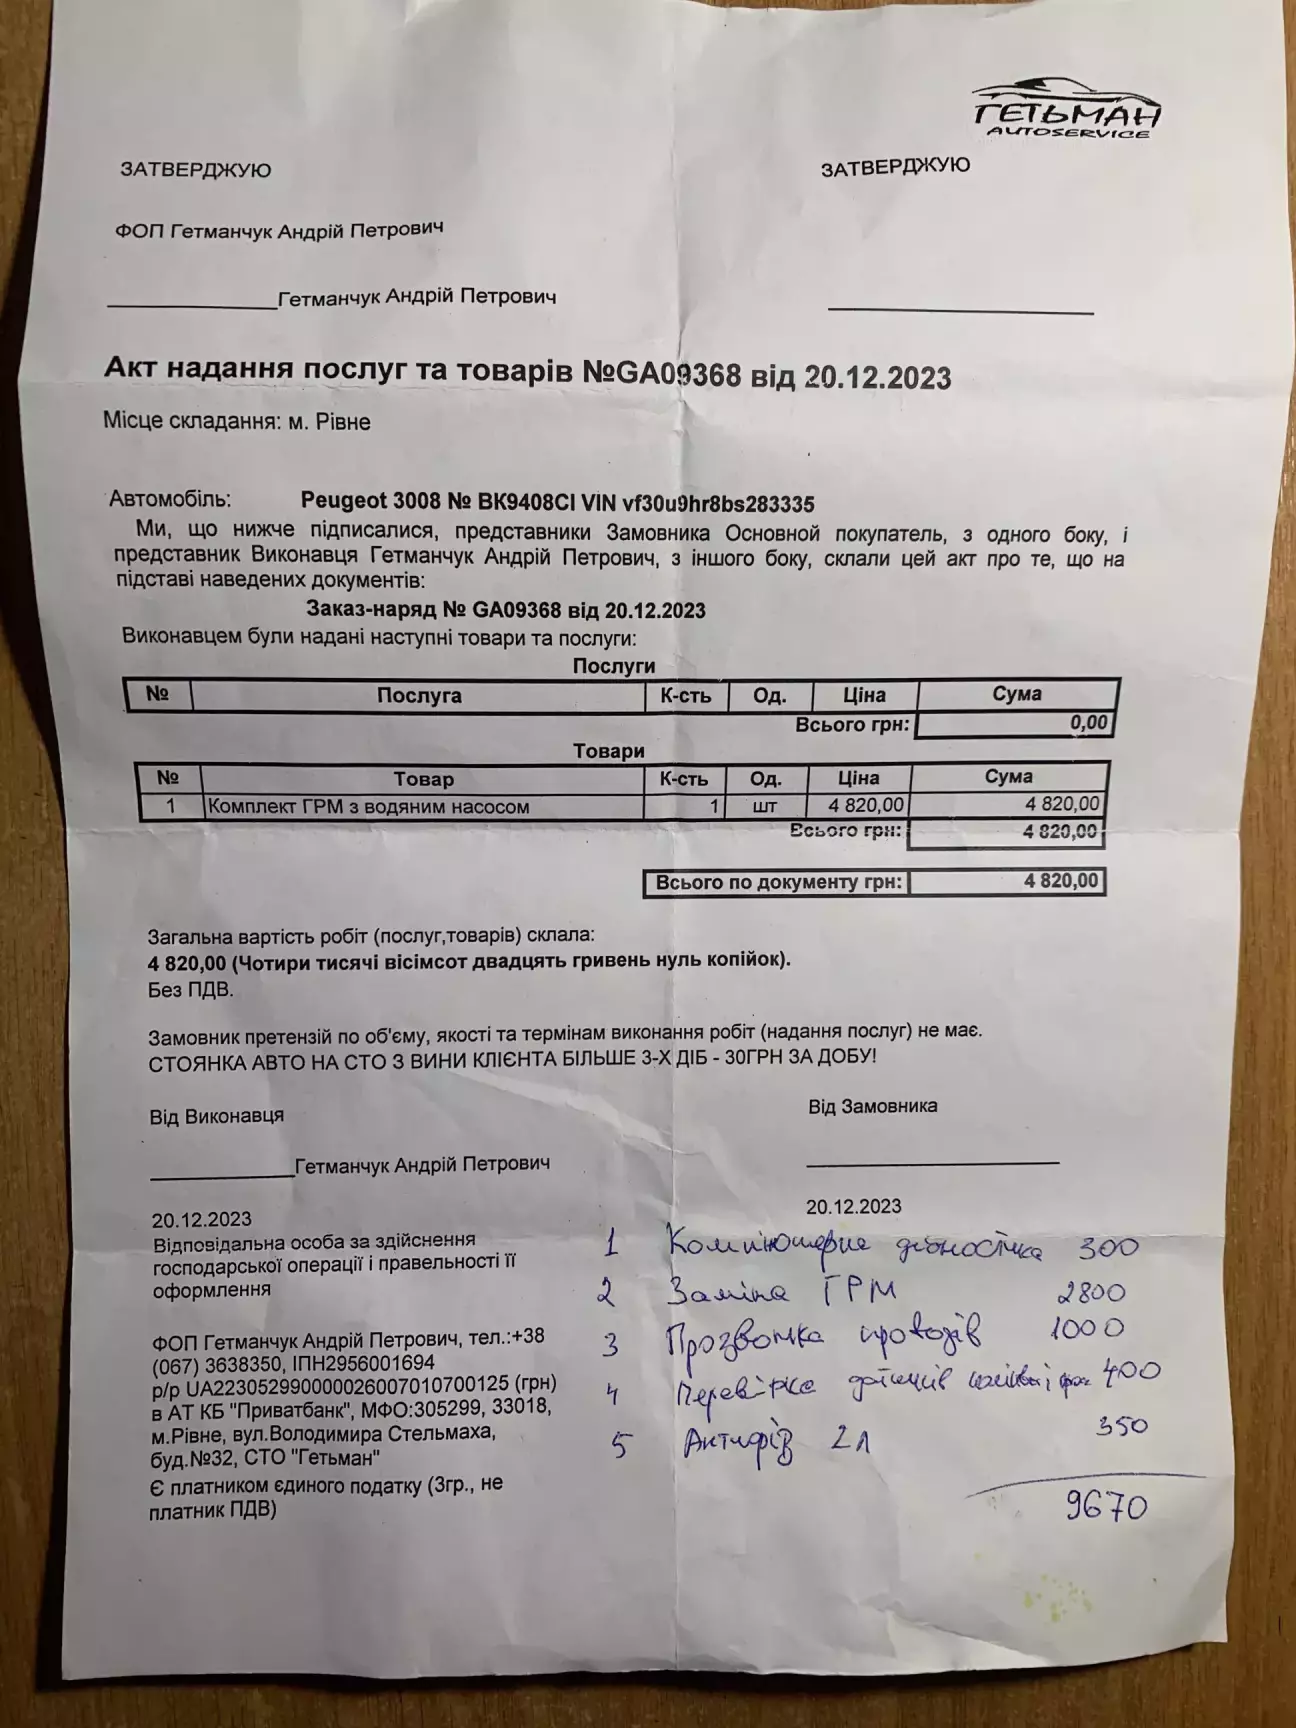 ГЕТЬМАН
AUTOSERVICE
ЗАТВЕРДЖУЮ
ЗАТВЕРДЖУЮ
ФОП Гетманчук Андрій Петрович
Гетманчук Андрій Петрович
Акт надання послуг та товарів №GA09368 від 20.12.2023
Місце складання: м. Рівне
Автомобіль: Peugeot 3008 № BK9408CI VIN vf30u9hr8bs283335
Ми, що нижче підписалися, представники Замовника Основной покупатель, з одного боку, і
представник Виконавця Гетманчук Андрій Петрович, з іншого боку, склали цей акт про те, що на
підставі наведених документів:
Заказ-наряд № GA09368 від 20.12.2023
Виконавцем були надані наступні товари та послуги:
Послуги
№ Послуга К-сть Од. Ціна Сума
Всього грн: 0,00
Товари
№ Товар К-сть Од. Ціна Сума
1 Комплект ГРМ з водяним насосом 1 шт 4 820,00 4 820,00
Всього грн: 4 820,00
Всього по документу грн: 4 820,00
Загальна вартість робіт (послуг,товарів) склала:
4 820,00 (Чотири тисячі вісімсот двадцять гривень нуль копійок).
Без ПДВ.
Замовник претензій по об'єму, якості та термінам виконання робіт (надання послуг) не має.
СТОЯНКА АВТО НА СТО З ВИНИ КЛІЄНТА БІЛЬШЕ 3-Х ДІБ - 30ГРН ЗА ДОБУ!
Від Виконавця
Від Замовника
Гетманчук Андрій Петрович
20.12.2023
20.12.2023
Відповідальна особа за здійснення
господарської операції і правельності її
оформлення
ФОП Гетманчук Андрій Петрович, тел.:+38
(067) 3638350, ІПН2956001694
р/р UA223052990000026007010700125 (грн)
в АТ КБ "Приватбанк", МФО:305299, 33018,
м.Рівне, вул.Володимира Стельмаха,
буд.№32, СТО "Гетьман"
Є платником єдиного податку (3гр., не
платник ПДВ)
1 300
2 Заміна ГРМ 2800
3 Прозвонка проводів 1000
4 Перевірка датчиків 400
5 Антифріз 2л 350
9670